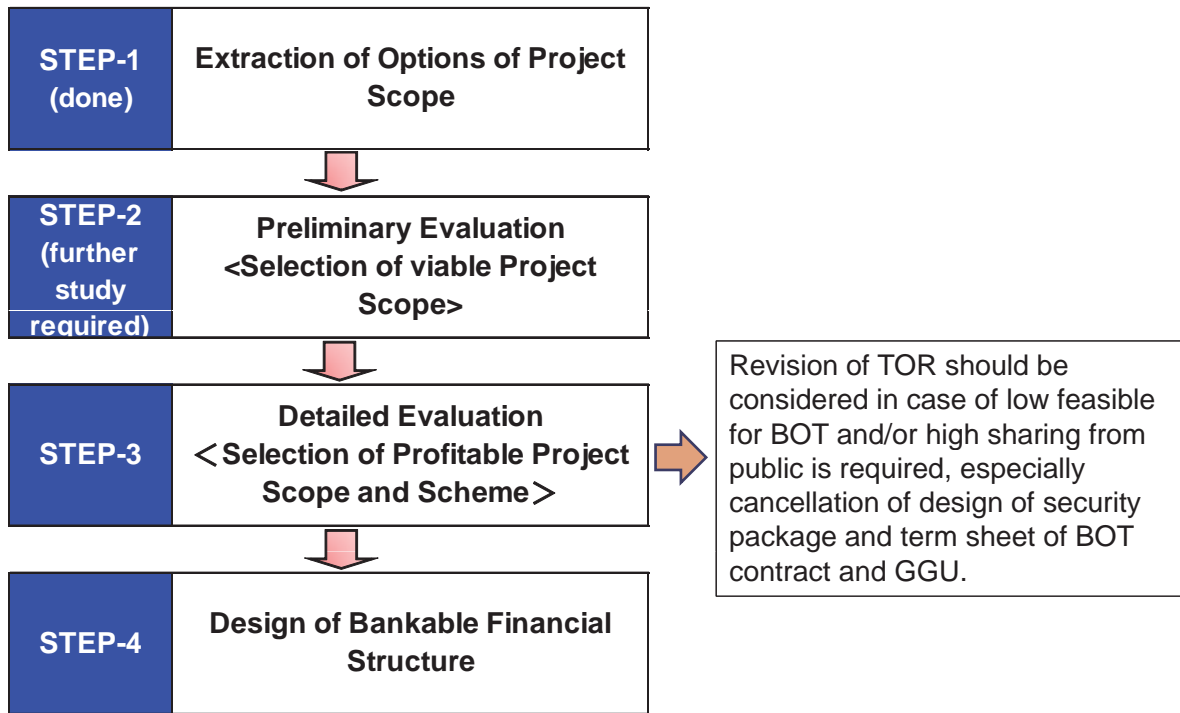 STEP-1
(done)
Extraction of Options of Project
Scope
STEP-2
(further
study
required)
Preliminary Evaluation
<Selection of viable Project
Scope>
STEP-3
Detailed Evaluation
＜Selection of Profitable Project
Scope and Scheme＞
Revision of TOR should be
considered in case of low feasible
for BOT and/or high sharing from
public is required, especially
cancellation of design of security
package and term sheet of BOT
contract and GGU.
STEP-4
Design of Bankable Financial
Structure